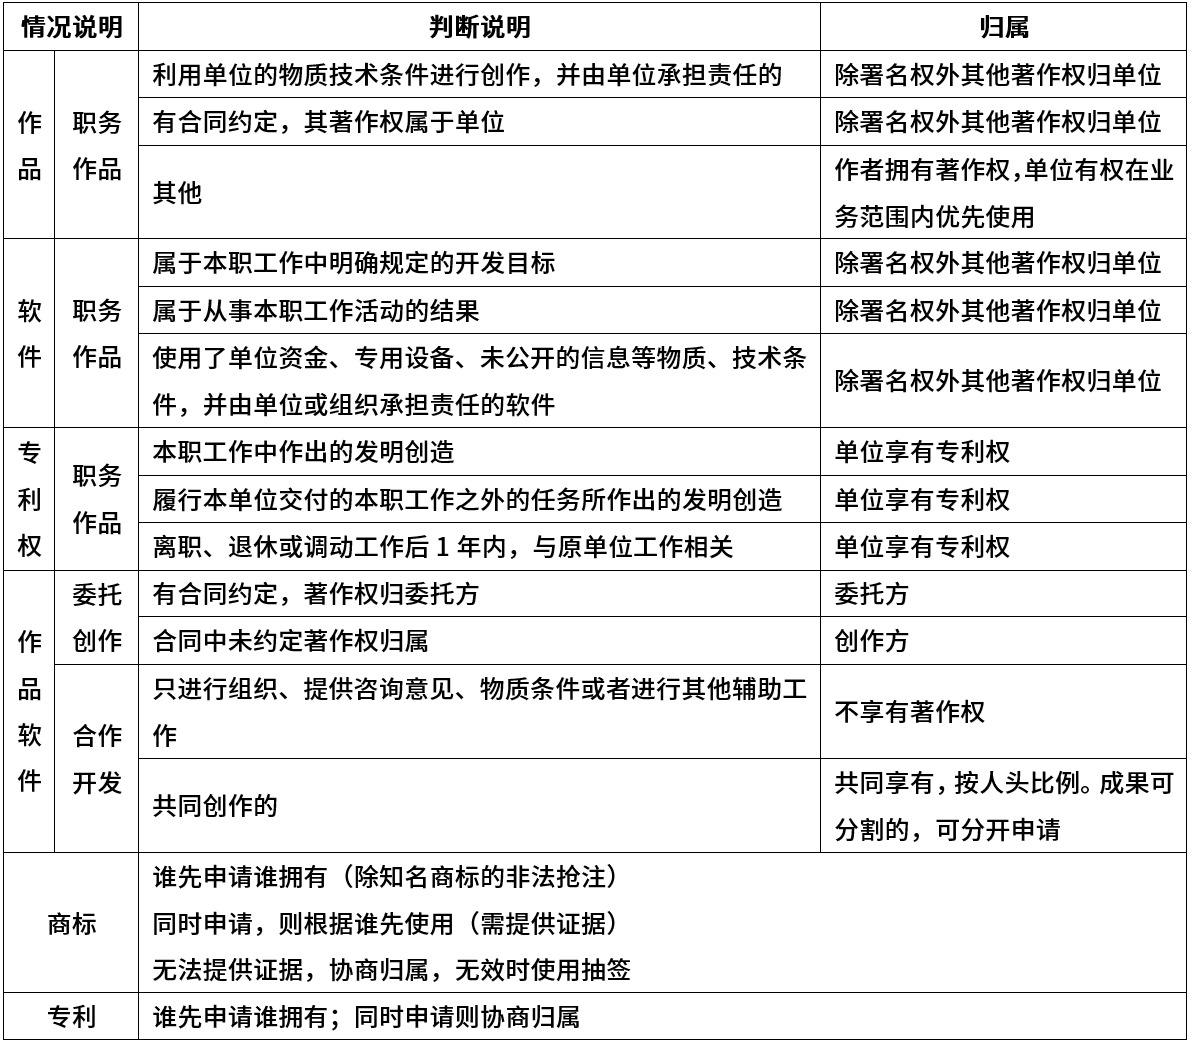 情况说明
判断说明
归属
作
品
职务
作品
利用单位的物质技术条件进行创作，并由单位承担责任的
除署名权外其他著作权归单位
有合同约定，其著作权属于单位
除署名权外其他著作权归单位
其他
作者拥有著作权，单位有权在业
务范围内优先使用
软
件
职务
作品
属于本职工作中明确规定的开发目标
除署名权外其他著作权归单位
属于从事本职工作活动的结果
除署名权外其他著作权归单位
使用了单位资金、专用设备、未公开的信息等物质、技术条
件，并由单位或组织承担责任的软件
除署名权外其他著作权归单位
专
利
权
职务
作品
本职工作中作出的发明创造
单位享有专利权
履行本单位交付的本职工作之外的任务所作出的发明创造
单位享有专利权
离职、退休或调动工作后 1 年内，与原单位工作相关
单位享有专利权
作
品
软
件
委托
创作
有合同约定，著作权归委托方
委托方
合同中未约定著作权归属
创作方
合作
开发
只进行组织、提供咨询意见、物质条件或者进行其他辅助工
作
不享有著作权
共同创作的
共同享有，按人头比例。成果可
分割的，可分开申请
商标
谁先申请谁拥有（除知名商标的非法抢注）
同时申请，则根据谁先使用（需提供证据）
无法提供证据，协商归属，无效时使用抽签
专利
谁先申请谁拥有；同时申请则协商归属